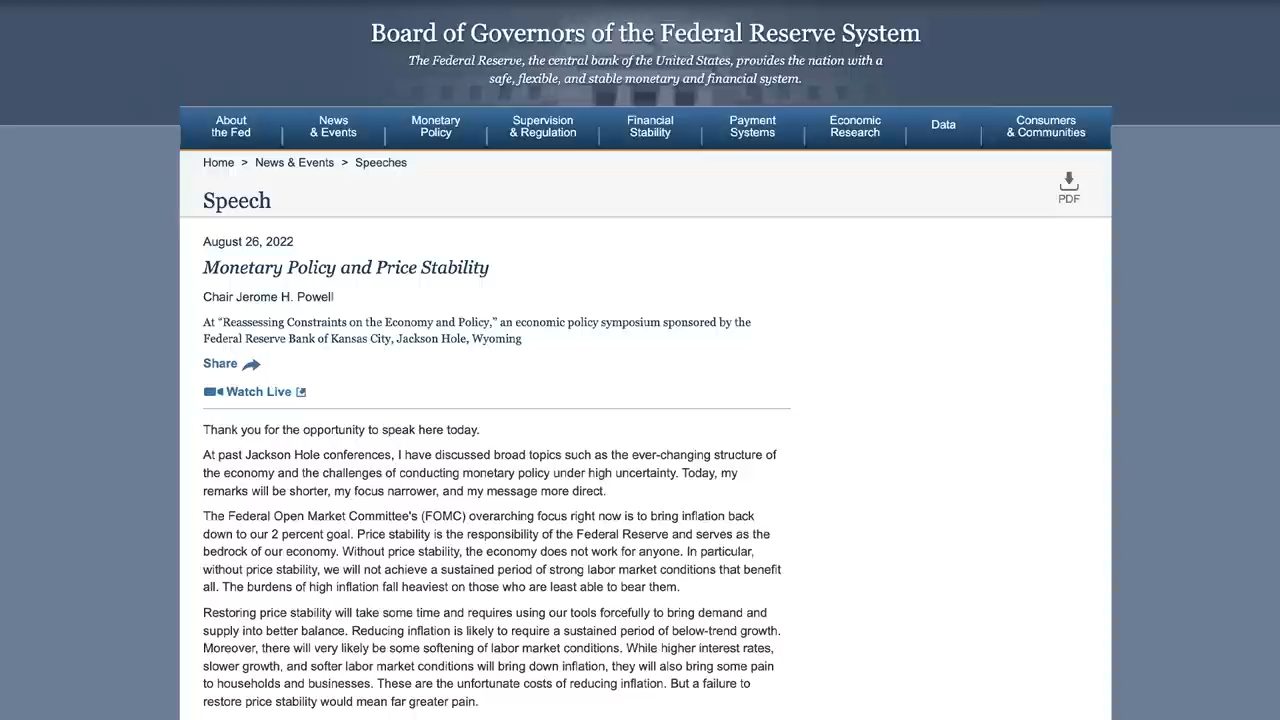 Board of Governors of the Federal Reserve System
The Federal Reserve, the central bank of the United States, provides the nation with a
safe, flexible, and stable monetary and financial system.
About
the Fed
News
& Events
Monetary
Policy
Supervision
& Regulation
Financial
Stability
Payment
Systems
Economic
Research
Data
Consumers
& Communities
Home > News & Events > Speeches
Speech
PDF
August 26, 2022
Monetary Policy and Price Stability
Chair Jerome H. Powell
At “Reassessing Constraints on the Economy and Policy,” an economic policy symposium sponsored by the
Federal Reserve Bank of Kansas City, Jackson Hole, Wyoming
Share
Watch Live
Thank you for the opportunity to speak here today.
At past Jackson Hole conferences, I have discussed broad topics such as the ever-changing structure of
the economy and the challenges of conducting monetary policy under high uncertainty. Today, my
remarks will be shorter, my focus narrower, and my message more direct.
The Federal Open Market Committee's (FOMC) overarching focus right now is to bring inflation back
down to our 2 percent goal. Price stability is the responsibility of the Federal Reserve and serves as the
bedrock of our economy. Without price stability, the economy does not work for anyone. In particular,
without price stability, we will not achieve a sustained period of strong labor market conditions that benefit
all. The burdens of high inflation fall heaviest on those who are least able to bear them.
Restoring price stability will take some time and requires using our tools forcefully to bring demand and
supply into better balance. Reducing inflation is likely to require a sustained period of below-trend growth.
Moreover, there will very likely be some softening of labor market conditions. While higher interest rates,
slower growth, and softer labor market conditions will bring down inflation, they will also bring some pain
to households and businesses. These are the unfortunate costs of reducing inflation. But a failure to
restore price stability would mean far greater pain.